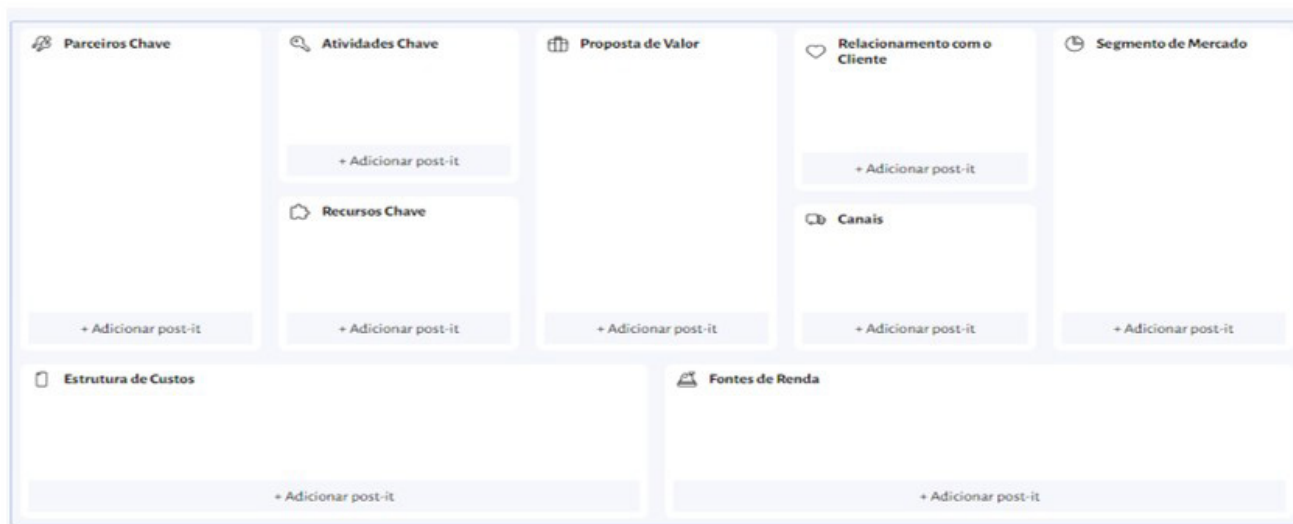 Parceiros Chave
Atividades Chave
Proposta de Valor
Relacionamento com o
Cliente
Segmento de Mercado
+ Adicionar post-it
+ Adicionar post-it
Recursos Chave
Canais
+ Adicionar post-it
+ Adicionar post-it
+ Adicionar post-it
+ Adicionar post-it
+ Adicionar post-it
Estrutura de Custos
Fontes de Renda
+ Adicionar post-it
+ Adicionar post-it